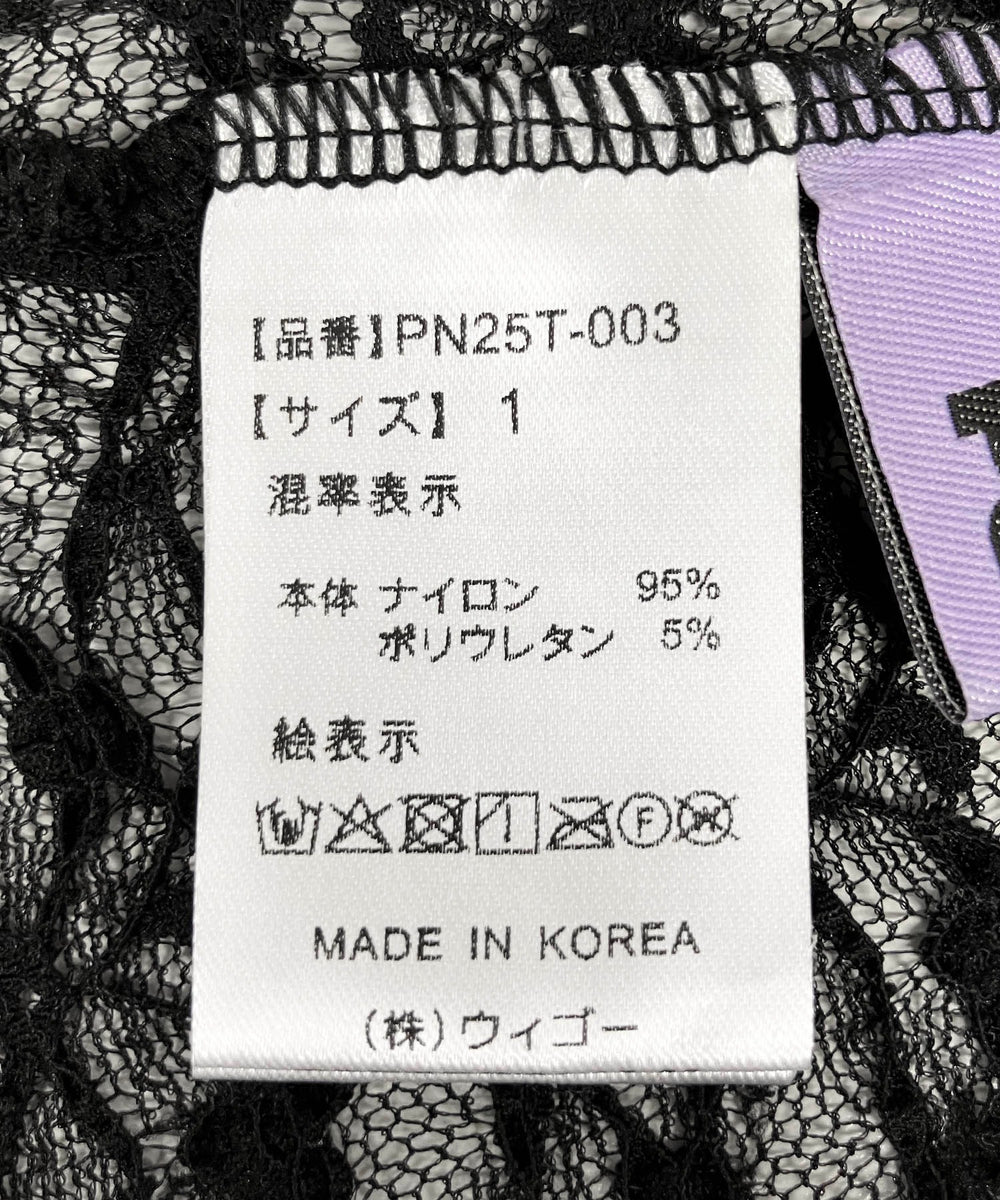 【品番】PN25T-003
【サイズ】 1
混率表示
本体 ナイロン 95%
ポリウレタン 5%
絵表示
F
MADE IN KOREA
(株)ウィゴー